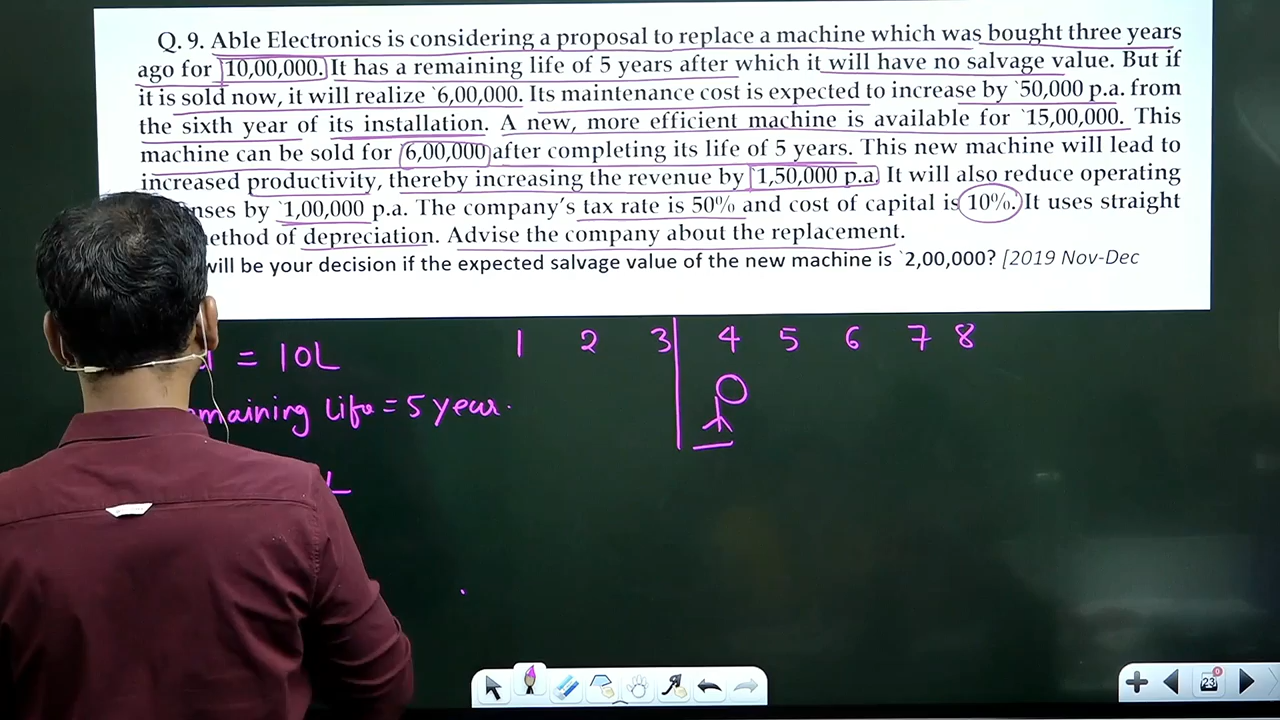 Q. 9. Able Electronics is considering a proposal to replace a machine which was bought three years
ago for 10,00,000. It has a remaining life of 5 years after which it will have no salvage value. But if
it is sold now, it will realize `6,00,000. Its maintenance cost is expected to increase by `50,000 p.a. from
the sixth year of its installation. A new, more efficient machine is available for `15,00,000. This
machine can be sold for 6,00,000 after completing its life of 5 years. This new machine will lead to
increased productivity, thereby increasing the revenue by 1,50,000 p.a. It will also reduce operating
by `1,00,000 p.a. The company's tax rate is 50% and cost of capital is 10%. It uses straight
method of depreciation. Advise the company about the replacement.
will be your decision if the expected salvage value of the new machine is `2,00,000? [2019 Nov-Dec
1 2 3 4 5 6 7 8
= 10L
Remaining life = 5 year.
L
23